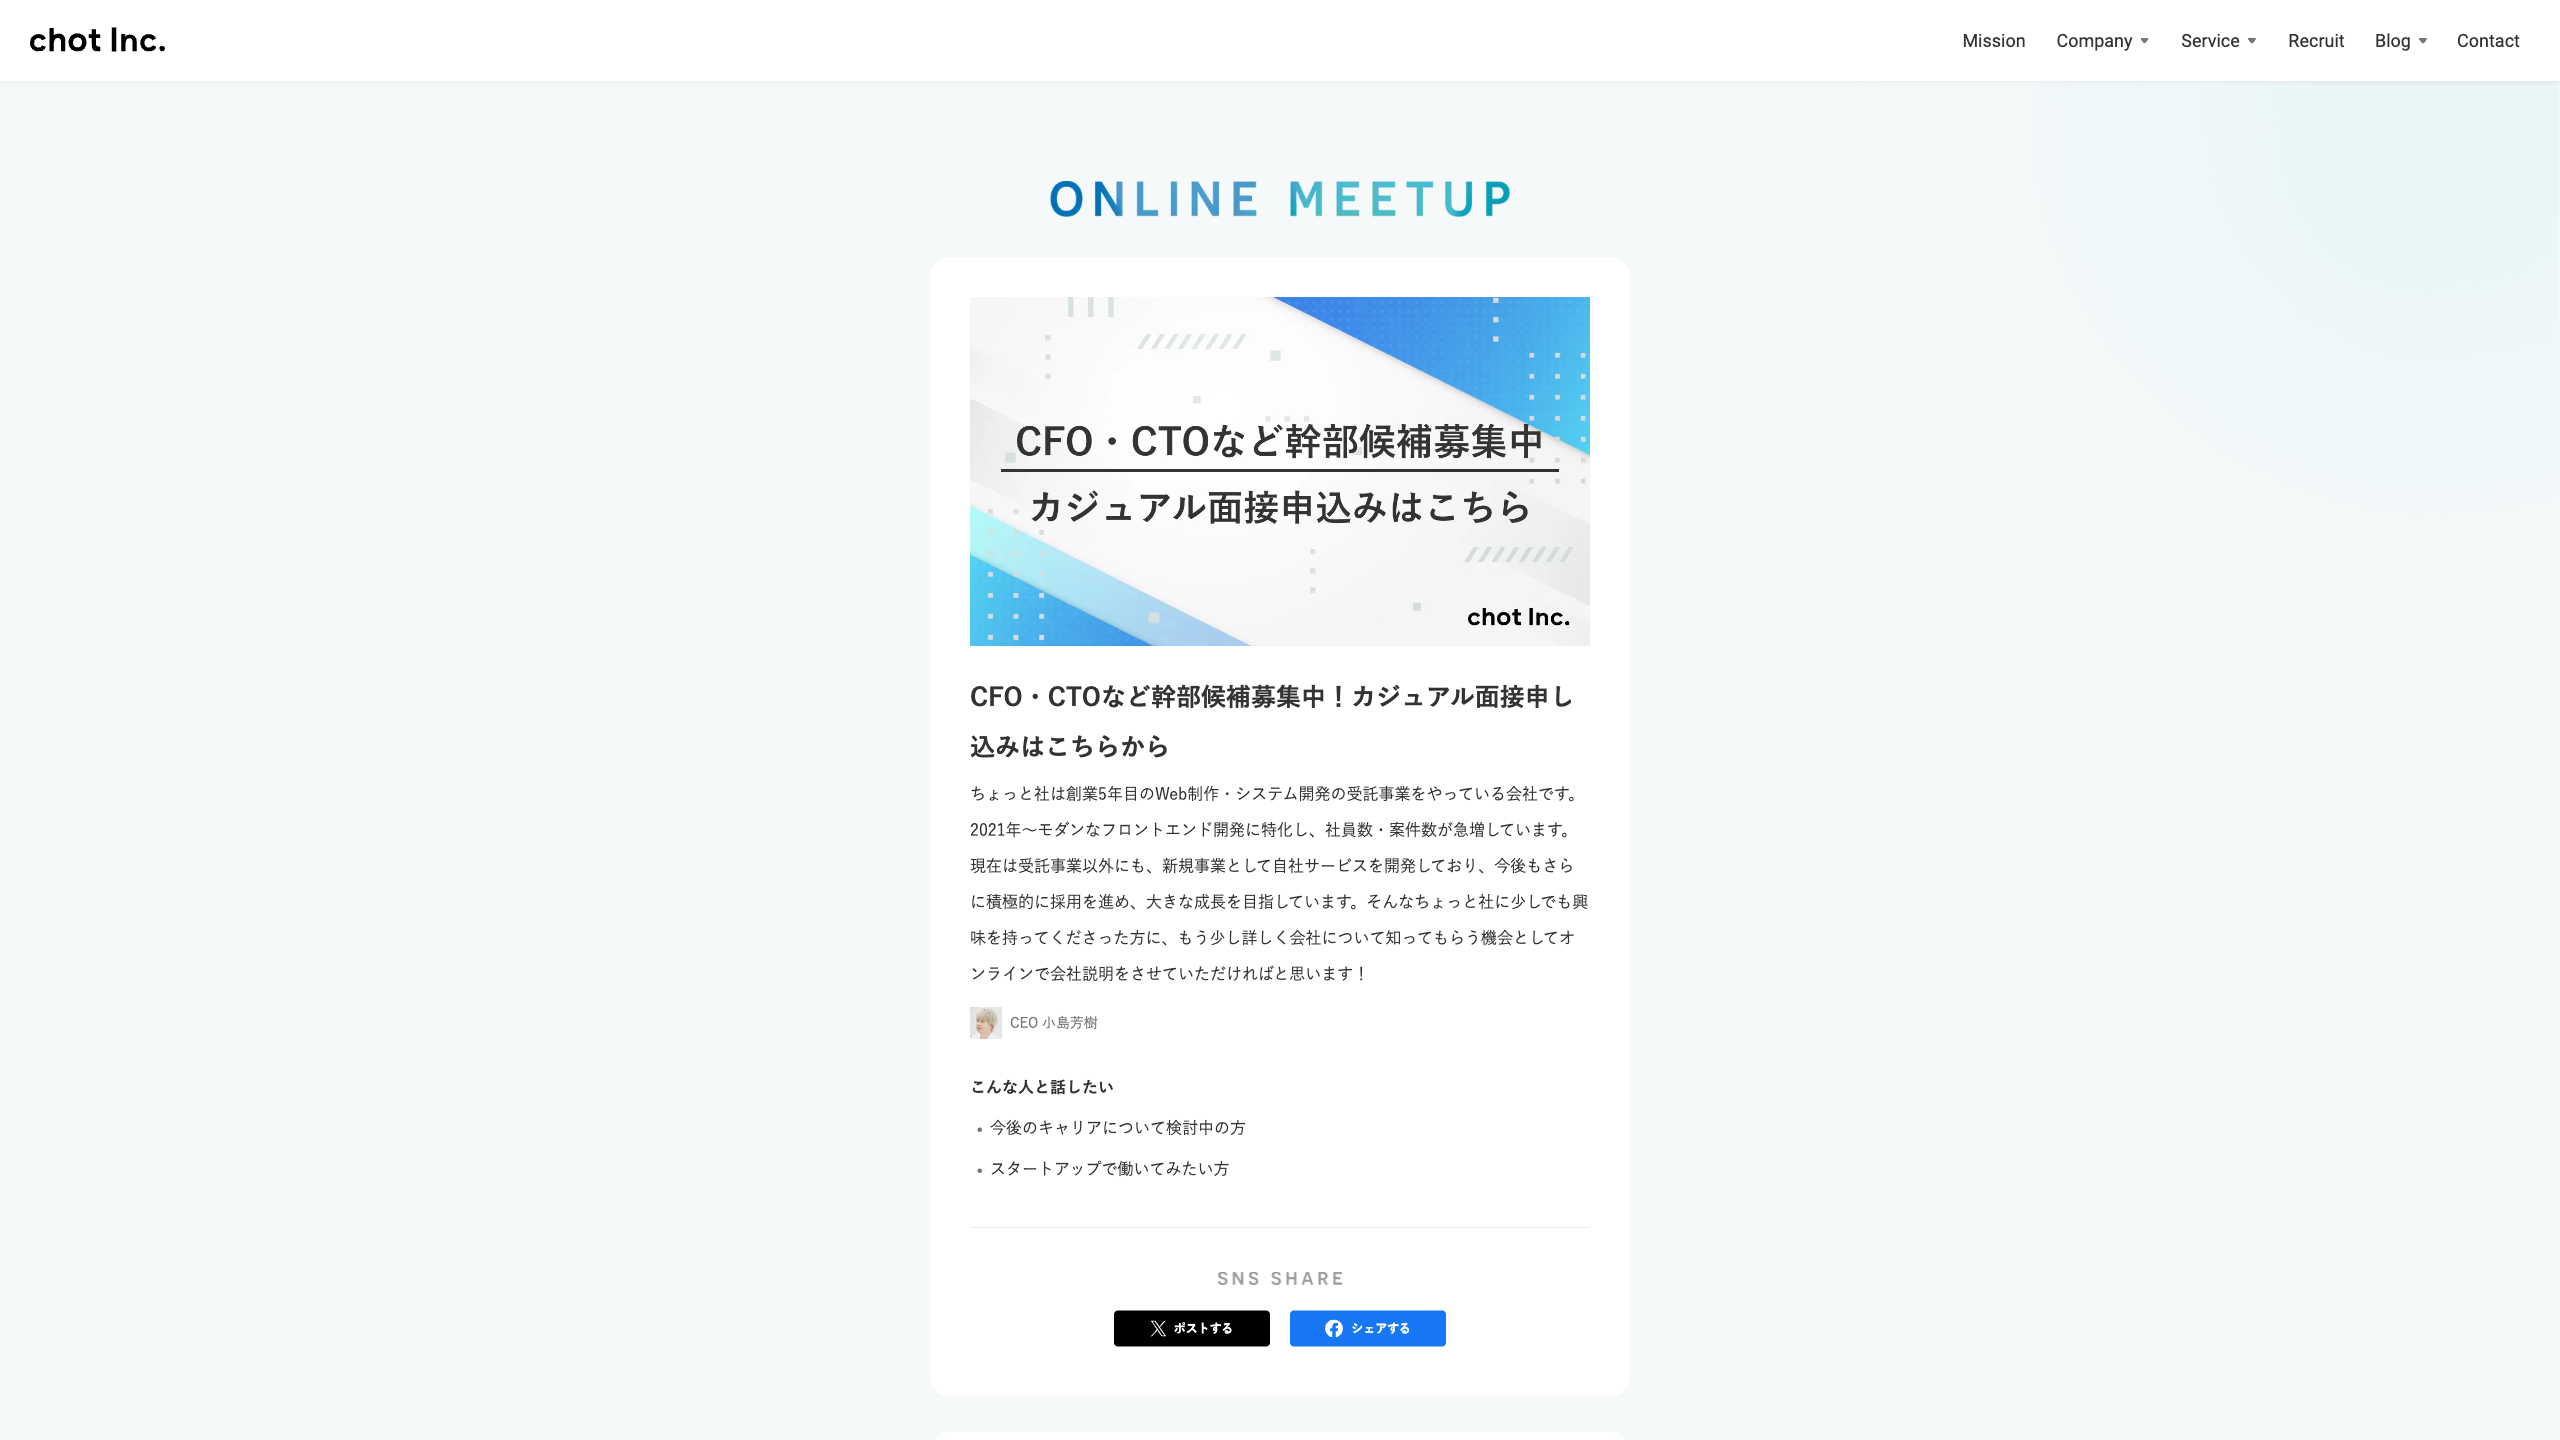 chot Inc.
Mission
Company
Service
Recruit
Blog
Contact
ONLINE MEETUP
CFO・CTOなど幹部候補募集中
カジュアル面接申込みはこちら
chot Inc.
CFO・CTOなど幹部候補募集中！カジュアル面接申し
込みはこちらから
ちょっと社は創業5年目のWeb制作・システム開発の受託事業をやっている会社です。
2021年〜モダンなフロントエンド開発に特化し、社員数・案件数が急増しています。
現在は受託事業以外にも、新規事業として自社サービスを開発しており、今後もさら
に積極的に採用を進め、大きな成長を目指しています。そんなちょっと社に少しでも興
味を持ってくださった方に、もう少し詳しく会社について知ってもらう機会としてオ
ンラインで会社説明をさせていただければと思います！
CEO 小島芳樹
こんな人と話したい
・今後のキャリアについて検討中の方
・スタートアップで働いてみたい方
SNS SHARE
ポストする
シェアする